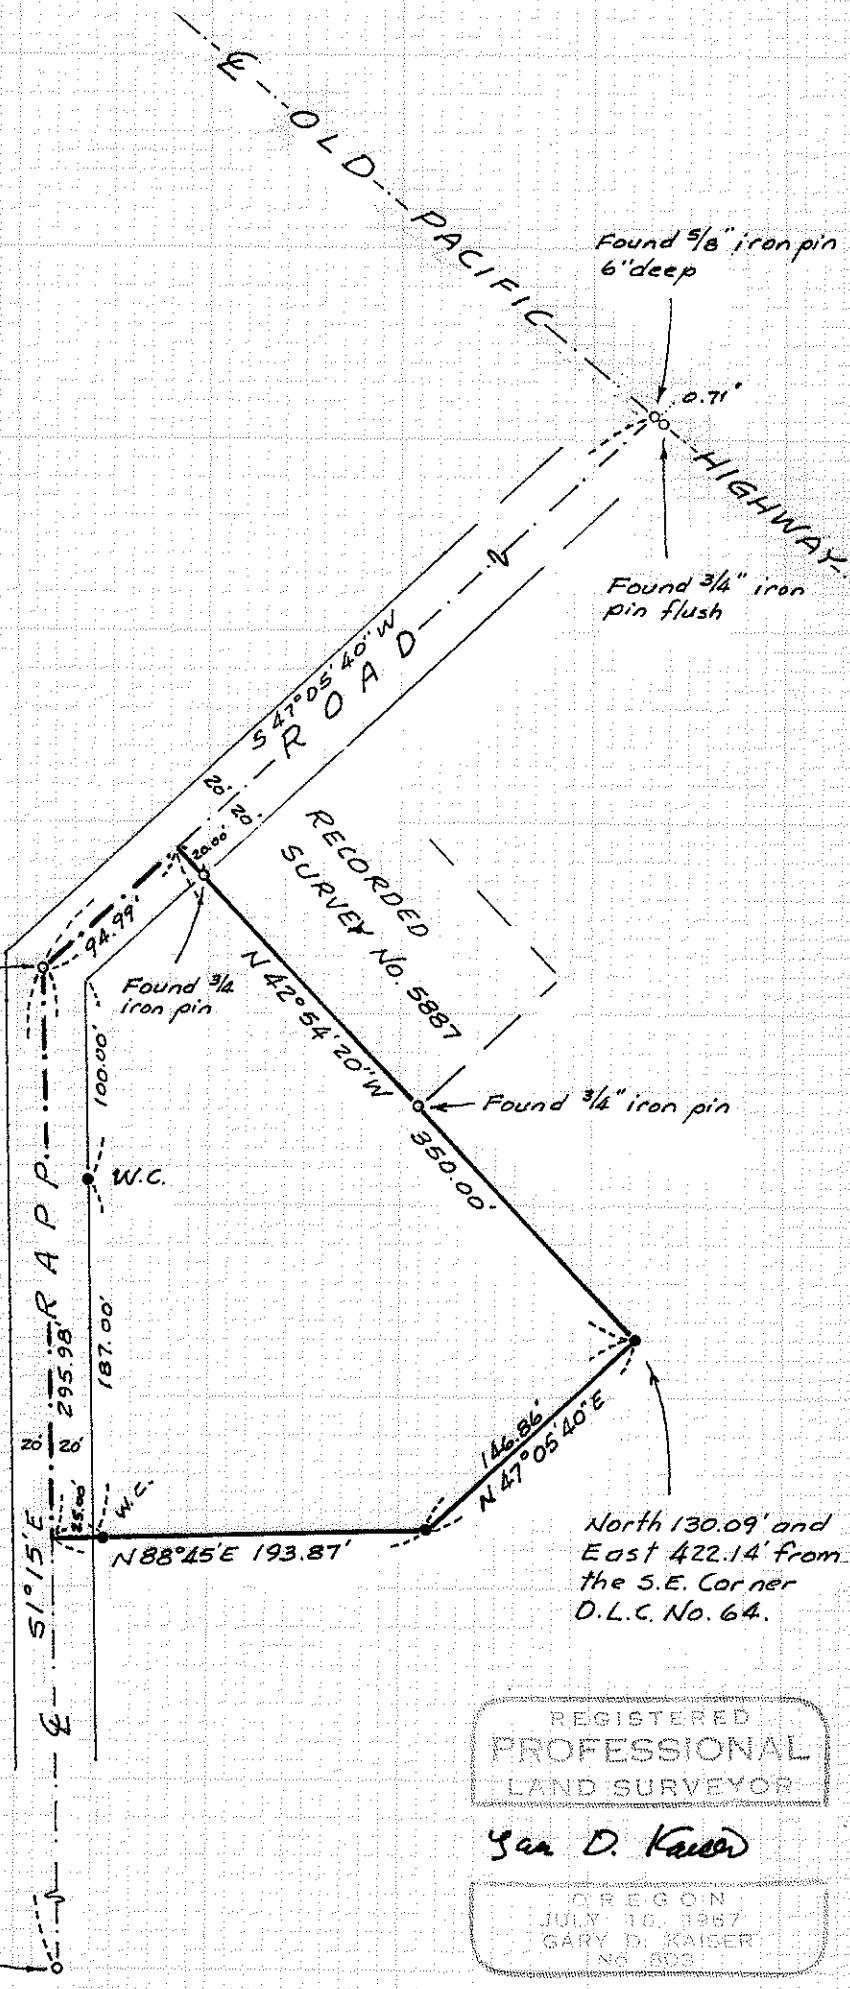 ℄ OLD PACIFIC HIGHWAY
Found 5/8" iron pin
6" deep
0.71'
Found 3/4" iron
pin flush
S 47°05'40" W
ROAD
20'
20'
20.00'
RECORDED
SURVEY No. 5887
94.99'
Found 3/4
iron pin
N 42°54'20" W
350.00'
Found 3/4" iron pin
100.00'
W.C.
RAPP
295.98'
187.00'
20'
20'
25.00'
W.C.
146.86'
N 47°05'40" E
N 88°45' E 193.87'
S 1°15' E
℄
North 130.09' and
East 422.14' from
the S.E. Corner
D.L.C. No. 64.
REGISTERED
PROFESSIONAL
LAND SURVEYOR
Gary D. Kaiser
OREGON
JULY 10, 1967
GARY D. KAISER
NO.